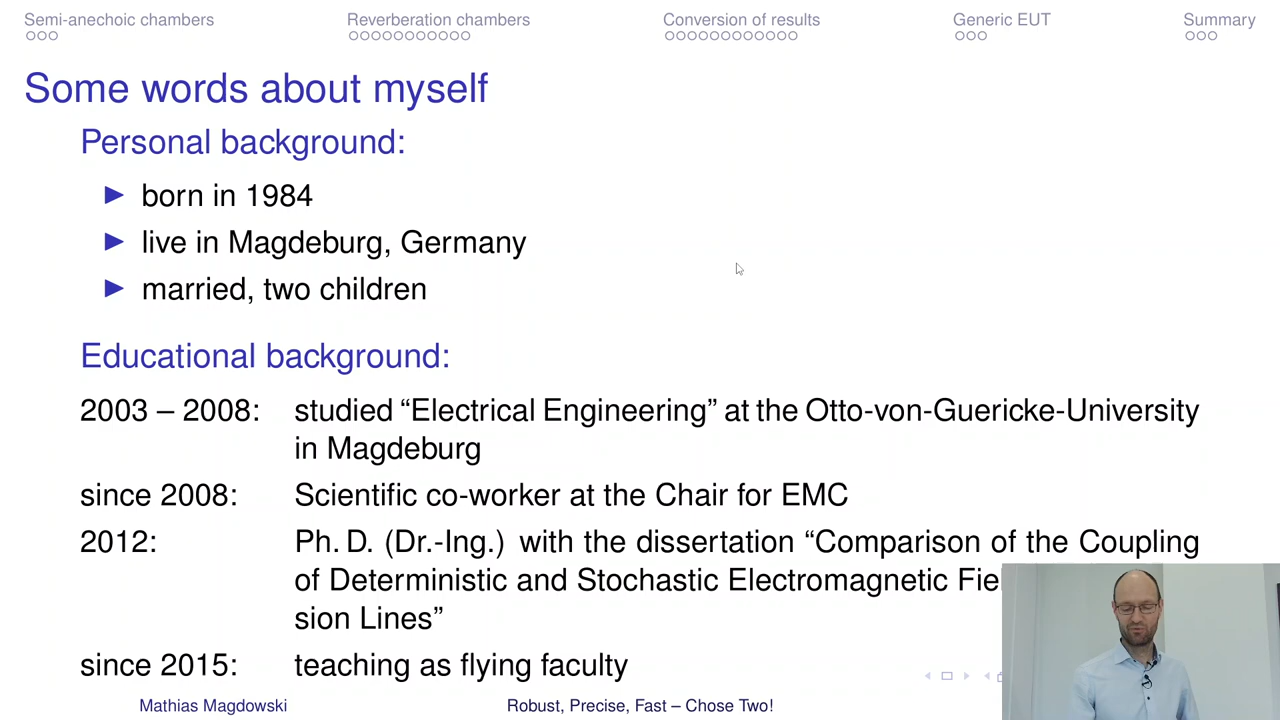 Semi-anechoic chambers Reverberation chambers Conversion of results Generic EUT Summary
Some words about myself
Personal background:
born in 1984
live in Magdeburg, Germany
married, two children
Educational background:
2003 – 2008: studied “Electrical Engineering” at the Otto-von-Guericke-University
in Magdeburg
since 2008: Scientific co-worker at the Chair for EMC
2012: Ph. D. (Dr.-Ing.) with the dissertation “Comparison of the Coupling
of Deterministic and Stochastic Electromagnetic
sion Lines”
since 2015: teaching as flying faculty
Mathias Magdowski Robust, Precise, Fast – Chose Two!